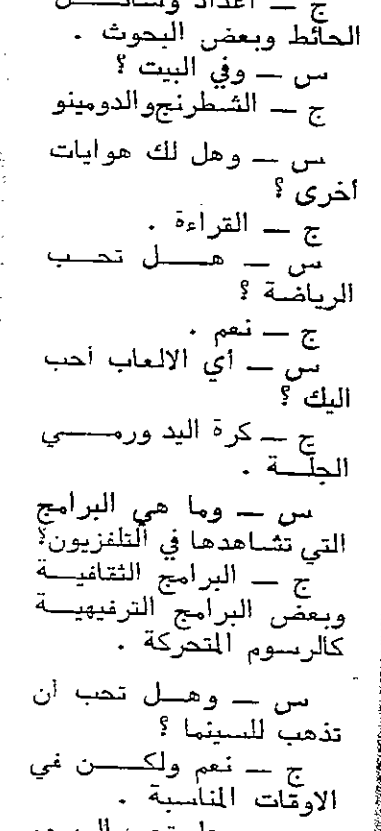 ج — اعداد وسائل
الحائط وبعض البحوث .
س — وفي البيت ؟
ج — الشطرنج والدومينو
س — وهل لك هوايات
أخرى ؟
ج — القراءة .
س — هل تحب
الرياضة ؟
ج — نعم .
س — أي الالعاب أحب
اليك ؟
ج — كرة اليد ورمي
الجلة .
س — وما هي البرامج
التي تشاهدها في التلفزيون؟
ج — البرامج الثقافية
وبعض البرامج الترفيهية
كالرسوم المتحركة .
س — وهل تحب أن
تذهب للسينما ؟
ج — نعم ولكن في
الاوقات المناسبة .